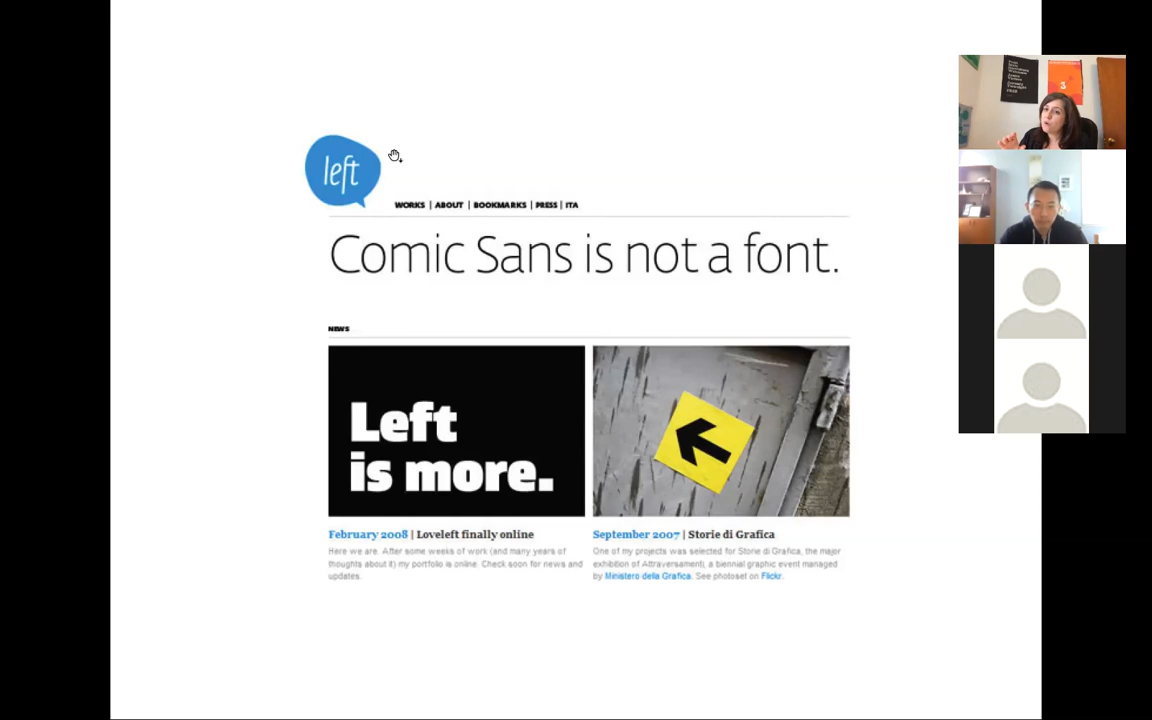 left
WORKS | ABOUT | BOOKMARKS | PRESS | ITA
Comic Sans is not a font.
NEWS
Left
is more.
February 2008 | Loveleft finally online
Here we are. After some weeks of work (and many years of
thoughts about it) my portfolio is online. Check soon for news and
updates.
September 2007 | Storie di Grafica
One of my projects was selected for Storie di Grafica, the major
exhibition of Attraversamenti, a biennial graphic event managed
by Ministero della Grafica. See photoset on Flickr.